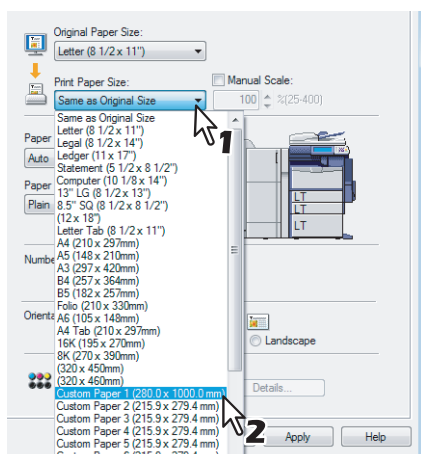 Original Paper Size:
Letter (8 1/2 x 11")
Print Paper Size:
Manual Scale:
Same as Original Size
100 %(25-400)
1
Same as Original Size
Letter (8 1/2 x 11")
Legal (8 1/2 x 14")
Ledger (11 x 17")
Statement (5 1/2 x 8 1/2")
Computer (10 1/8 x 14")
13" LG (8 1/2 x 13")
8.5" SQ (8 1/2 x 8 1/2")
(12 x 18")
Letter Tab (8 1/2 x 11")
A4 (210 x 297mm)
A5 (148 x 210mm)
A3 (297 x 420mm)
B4 (257 x 364mm)
B5 (182 x 257mm)
Folio (210 x 330mm)
A6 (105 x 148mm)
A4 Tab (210 x 297mm)
16K (195 x 270mm)
8K (270 x 390mm)
(320 x 450mm)
(320 x 460mm)
Custom Paper 1 (280.0 x 1000.0 mm)
Custom Paper 2 (215.9 x 279.4 mm)
Custom Paper 3 (215.9 x 279.4 mm)
Custom Paper 4 (215.9 x 279.4 mm)
Custom Paper 5 (215.9 x 279.4 mm)
Paper
Auto
Paper
Plain
LT
LT
LT
Numbe
Orienta
Landscape
Details...
2
Apply
Help